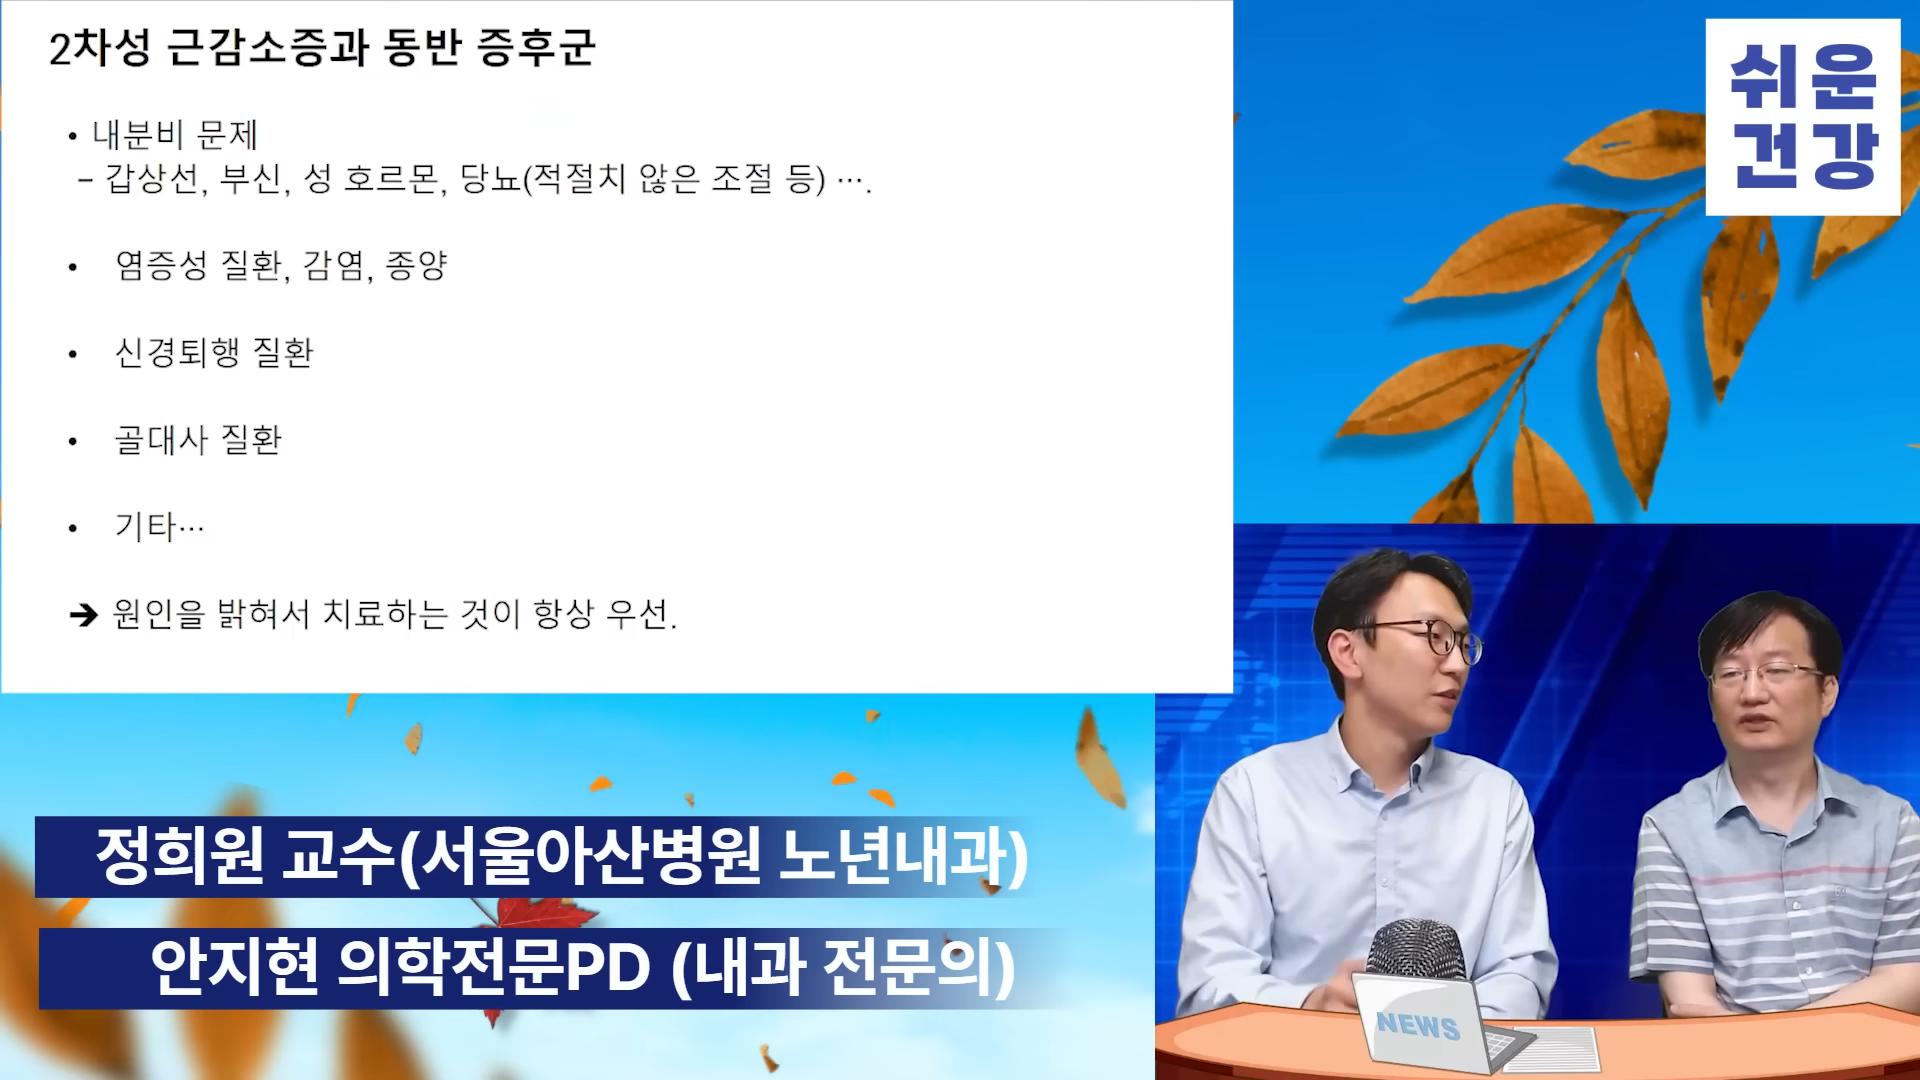 2차성 근감소증과 동반 증후군
• 내분비 문제
– 갑상선, 부신, 성 호르몬, 당뇨(적절치 않은 조절 등) ….
• 염증성 질환, 감염, 종양
• 신경퇴행 질환
• 골대사 질환
• 기타…
➔ 원인을 밝혀서 치료하는 것이 항상 우선.
쉬운
건강
정희원 교수(서울아산병원 노년내과)
안지현 의학전문PD (내과 전문의)
NEWS